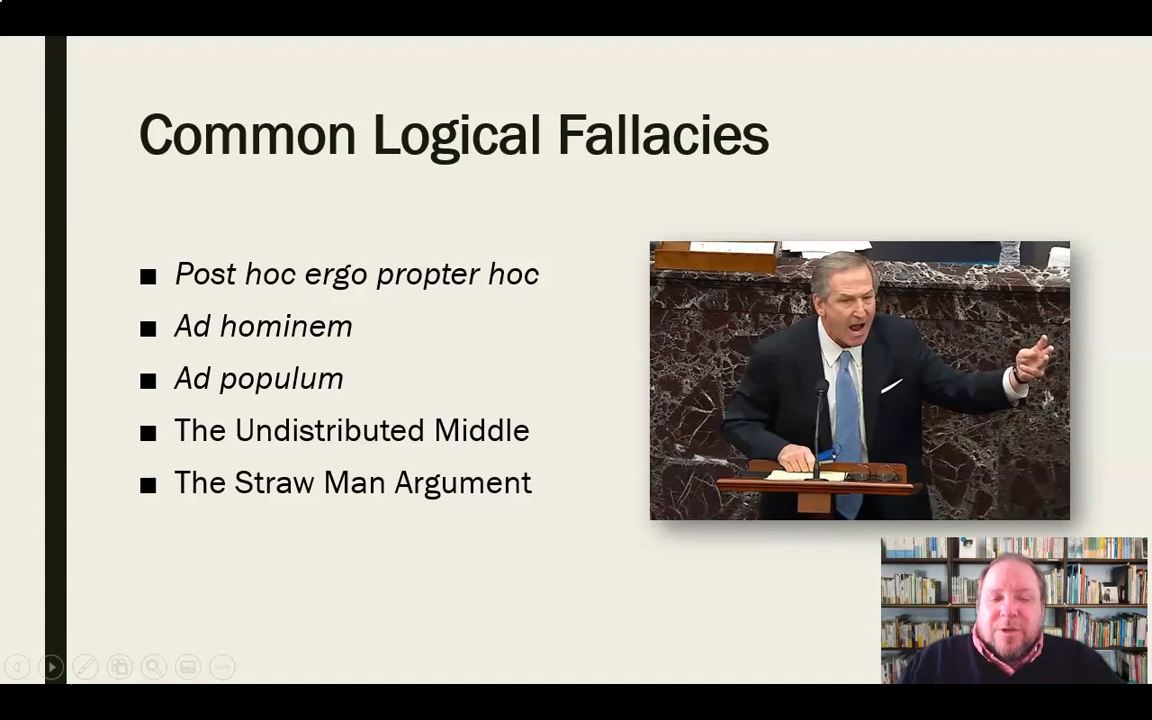 Common Logical Fallacies
■ Post hoc ergo propter hoc
■ Ad hominem
■ Ad populum
■ The Undistributed Middle
■ The Straw Man Argument